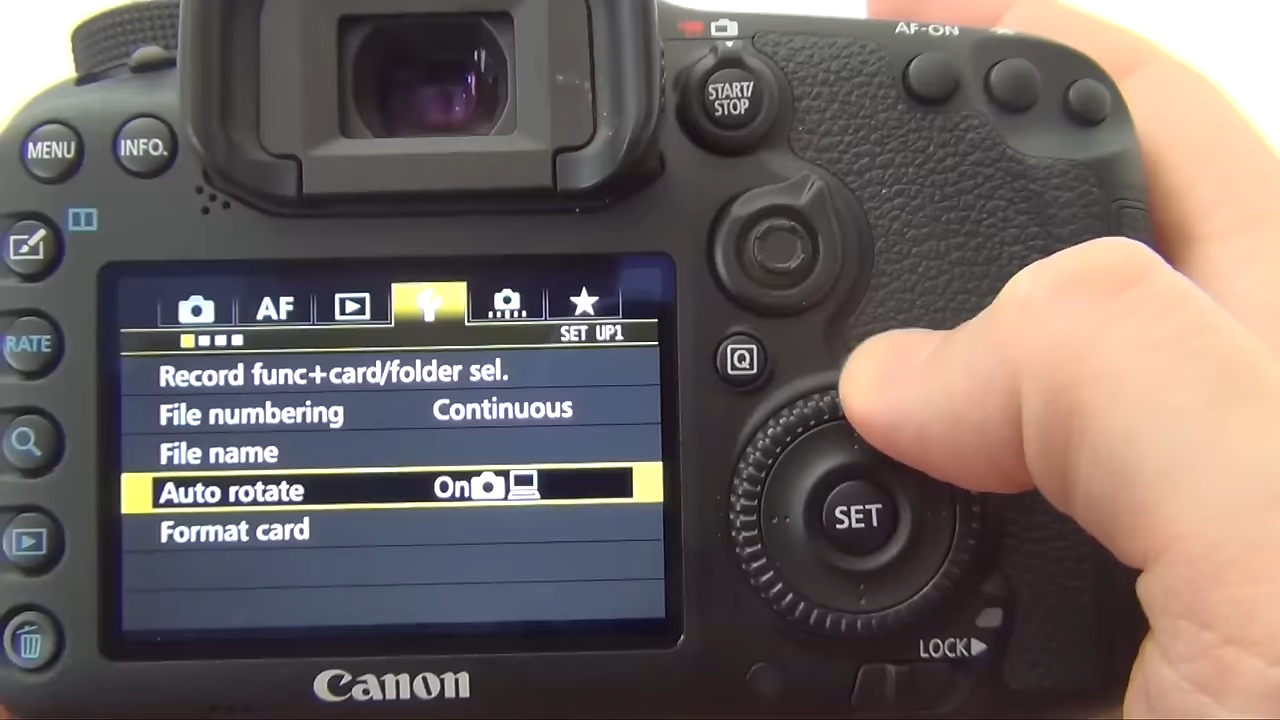 AF-ON
START/
STOP
MENU
INFO.
RATE
AF
SET UP1
Record func+card/folder sel.
File numbering Continuous
File name
Auto rotate On
Format card
Q
SET
LOCK
Canon